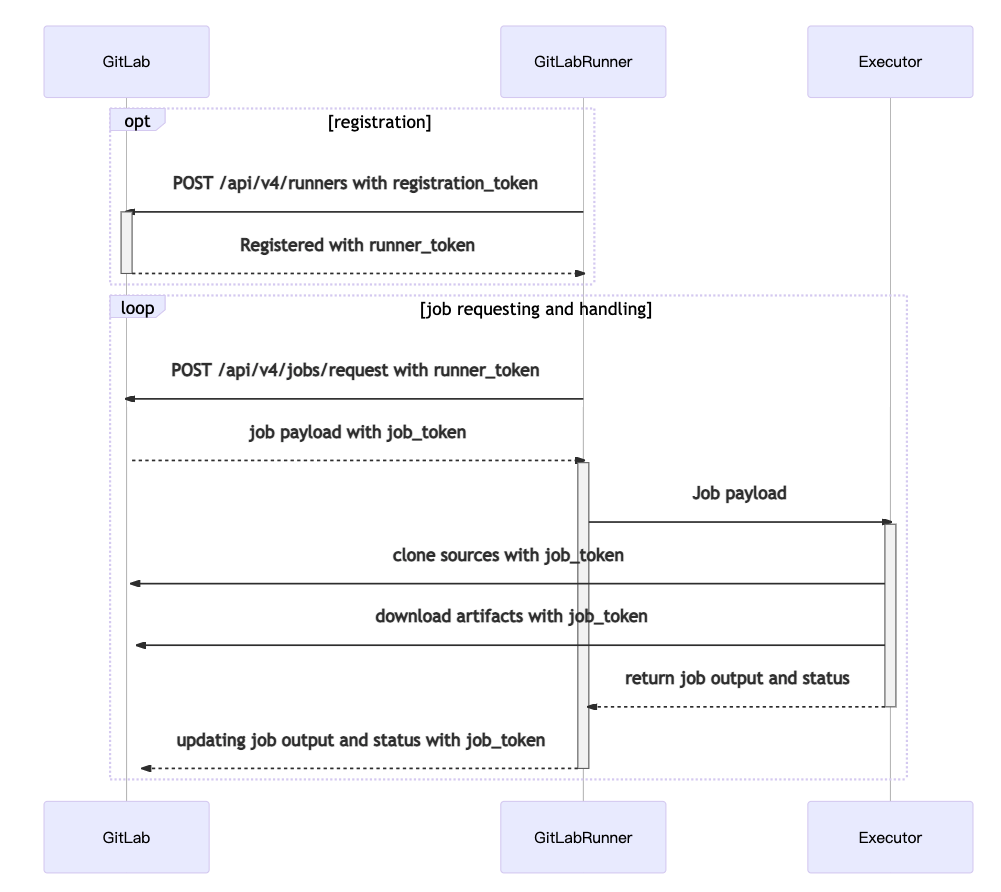 GitLab
GitLabRunner
Executor
opt
[registration]
POST /api/v4/runners with registration_token
Registered with runner_token
loop
[job requesting and handling]
POST /api/v4/jobs/request with runner_token
job payload with job_token
Job payload
clone sources with job_token
download artifacts with job_token
return job output and status
updating job output and status with job_token
GitLab
GitLabRunner
Executor